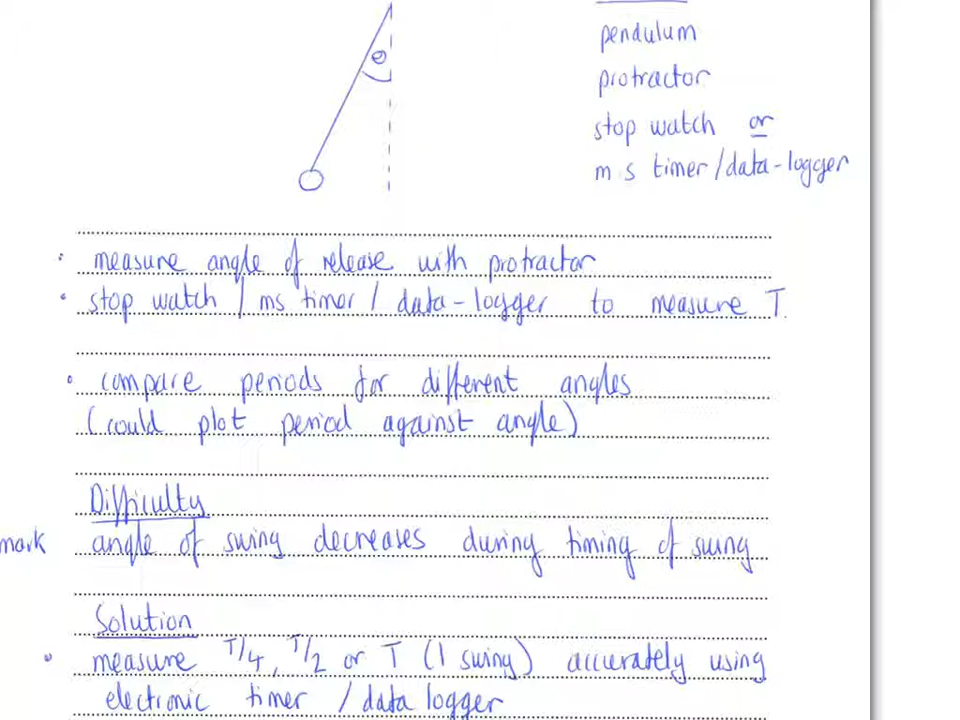 θ
pendulum
protractor
stop watch or
m s timer/data-logger
• measure angle of release with protractor
• stop watch / ms timer / data-logger to measure T.
• compare periods for different angles
(could plot period against angle)
Difficulty
mark angle of swing decreases during timing of swing
Solution
• measure T/4, T/2 or T (1 swing) accurately using
electronic timer / data logger